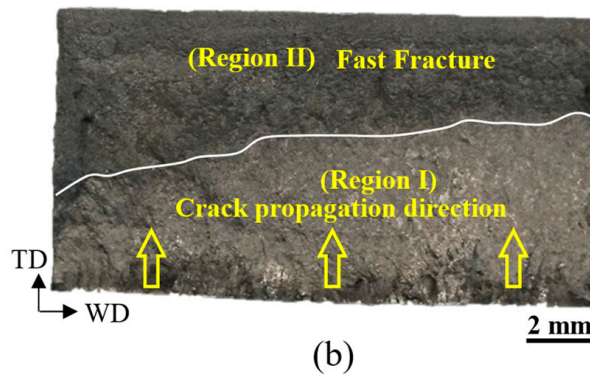 (Region II) Fast Fracture
(Region I)
Crack propagation direction
TD
WD
2 mm
(b)